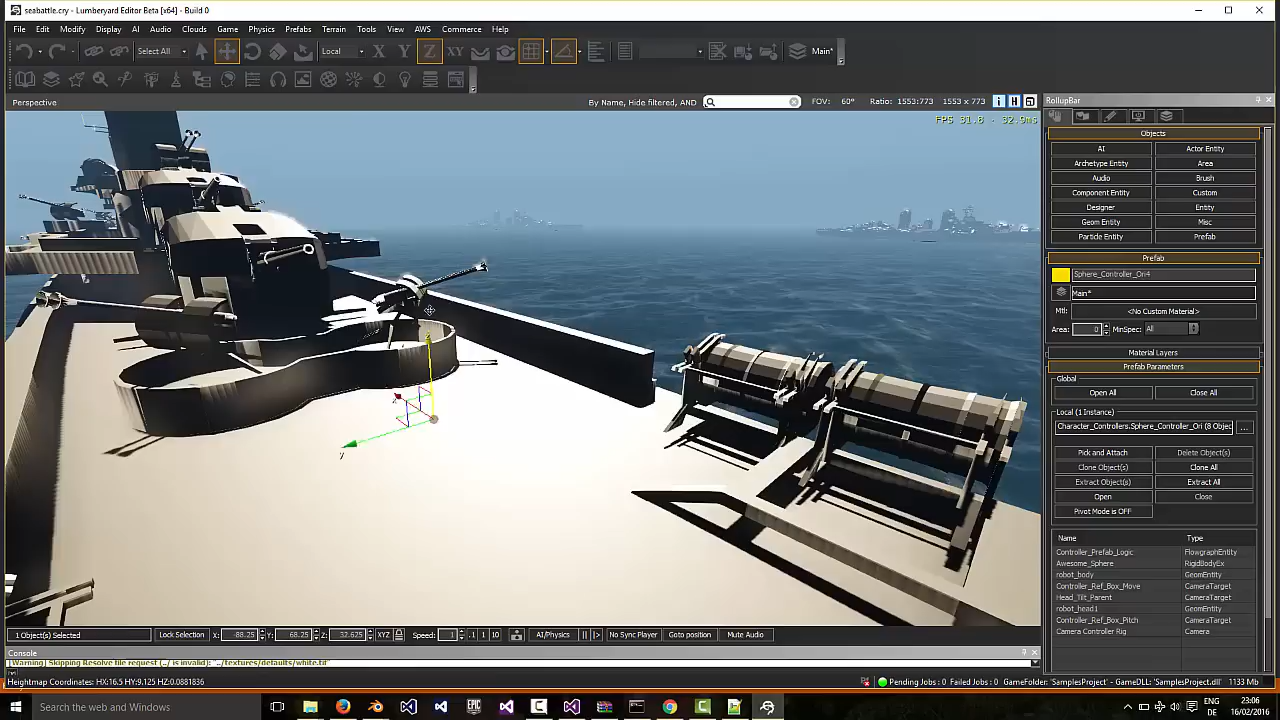 seabattle.cry - Lumberyard Editor Beta [x64] - Build 0
File Edit Modify Display AI Audio Clouds Game Physics Prefabs Terrain Tools View AWS Commerce Help
Select All Local X Y Z XY Main*
Perspective By Name, Hide filtered, AND FOV: 60° Ratio: 1553:773 1553 x 773 i H
FPS 31.8 - 32.9ms
RollupBar
Objects
AI Actor Entity
Archetype Entity Area
Audio Brush
Component Entity Custom
Designer Entity
Geom Entity Misc
Particle Entity Prefab
Prefab
Sphere_Controller_Ori4
Main*
Mtl: <No Custom Material>
Area: 0 MinSpec: All
Material Layers
Prefab Parameters
Global
Open All Close All
Local (1 Instance)
Character_Controllers.Sphere_Controller_Ori (8 Objec ...
Pick and Attach Delete Object(s)
Clone Object(s) Clone All
Extract Object(s) Extract All
Open Close
Pivot Mode is OFF
Name Type
Controller_Prefab_Logic FlowgraphEntity
Awesome_Sphere RigidBodyEx
robot_body GeomEntity
Controller_Ref_Box_Move CameraTarget
Head_Tilt_Parent CameraTarget
robot_head1 GeomEntity
Controller_Ref_Box_Pitch CameraTarget
Camera Controller Rig Camera
x
y
1 Object(s) Selected Lock Selection X: -88.25 Y: 68.25 Z: 32.625 XYZ Speed: 1 .1 1 10 AI/Physics No Sync Player Goto position Mute Audio
Console
[Warning] Skipping Resolve file request (../ is invalid): "../textures/defaults/white.tif"
Heightmap Coordinates: HX:16.5 HY:9.125 HZ:0.0881836 Pending Jobs : 0 Failed Jobs : 0 GameFolder: 'SamplesProject' - GameDLL: 'SamplesProject.dll' 1133 Mb
Search the web and Windows
ENG 23:06
DE 16/02/2016